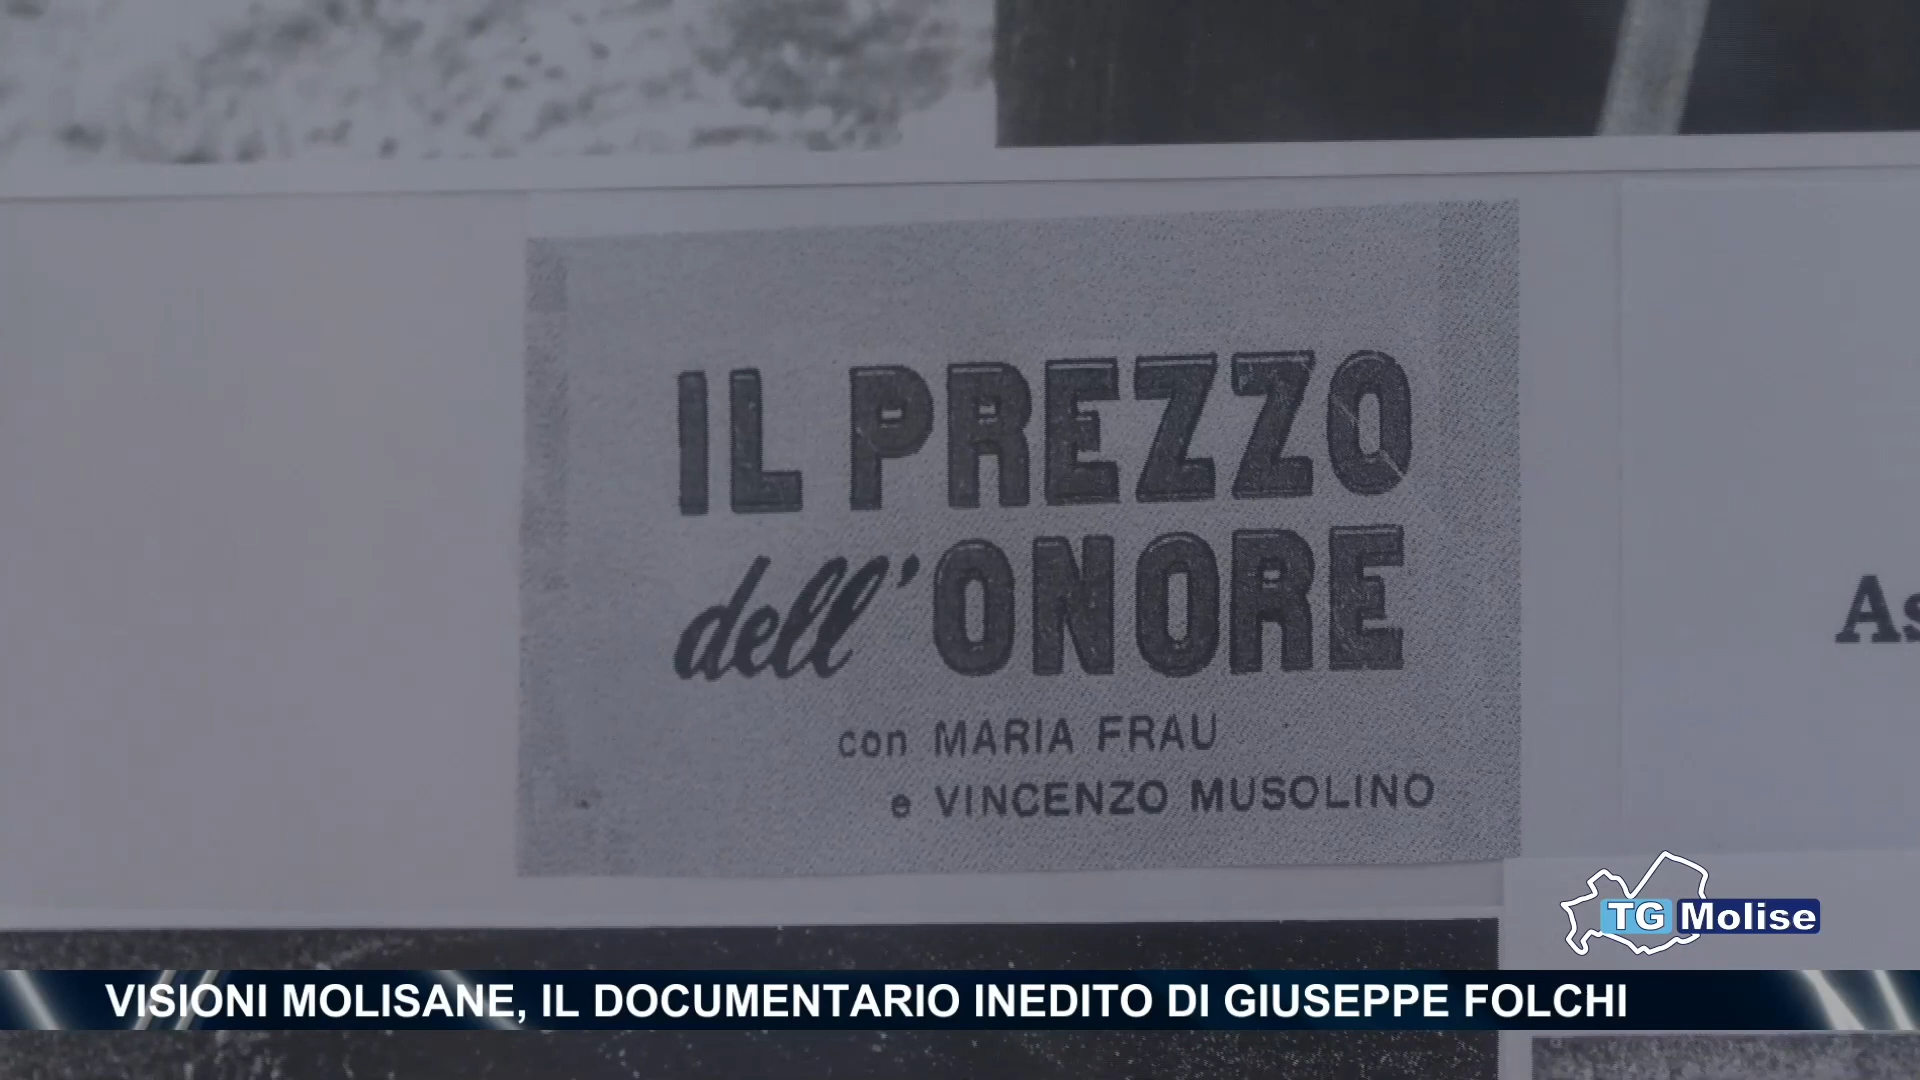 IL PREZZO
dell'ONORE
con MARIA FRAU
e VINCENZO MUSOLINO
TG Molise
VISIONI MOLISANE, IL DOCUMENTARIO INEDITO DI GIUSEPPE FOLCHI